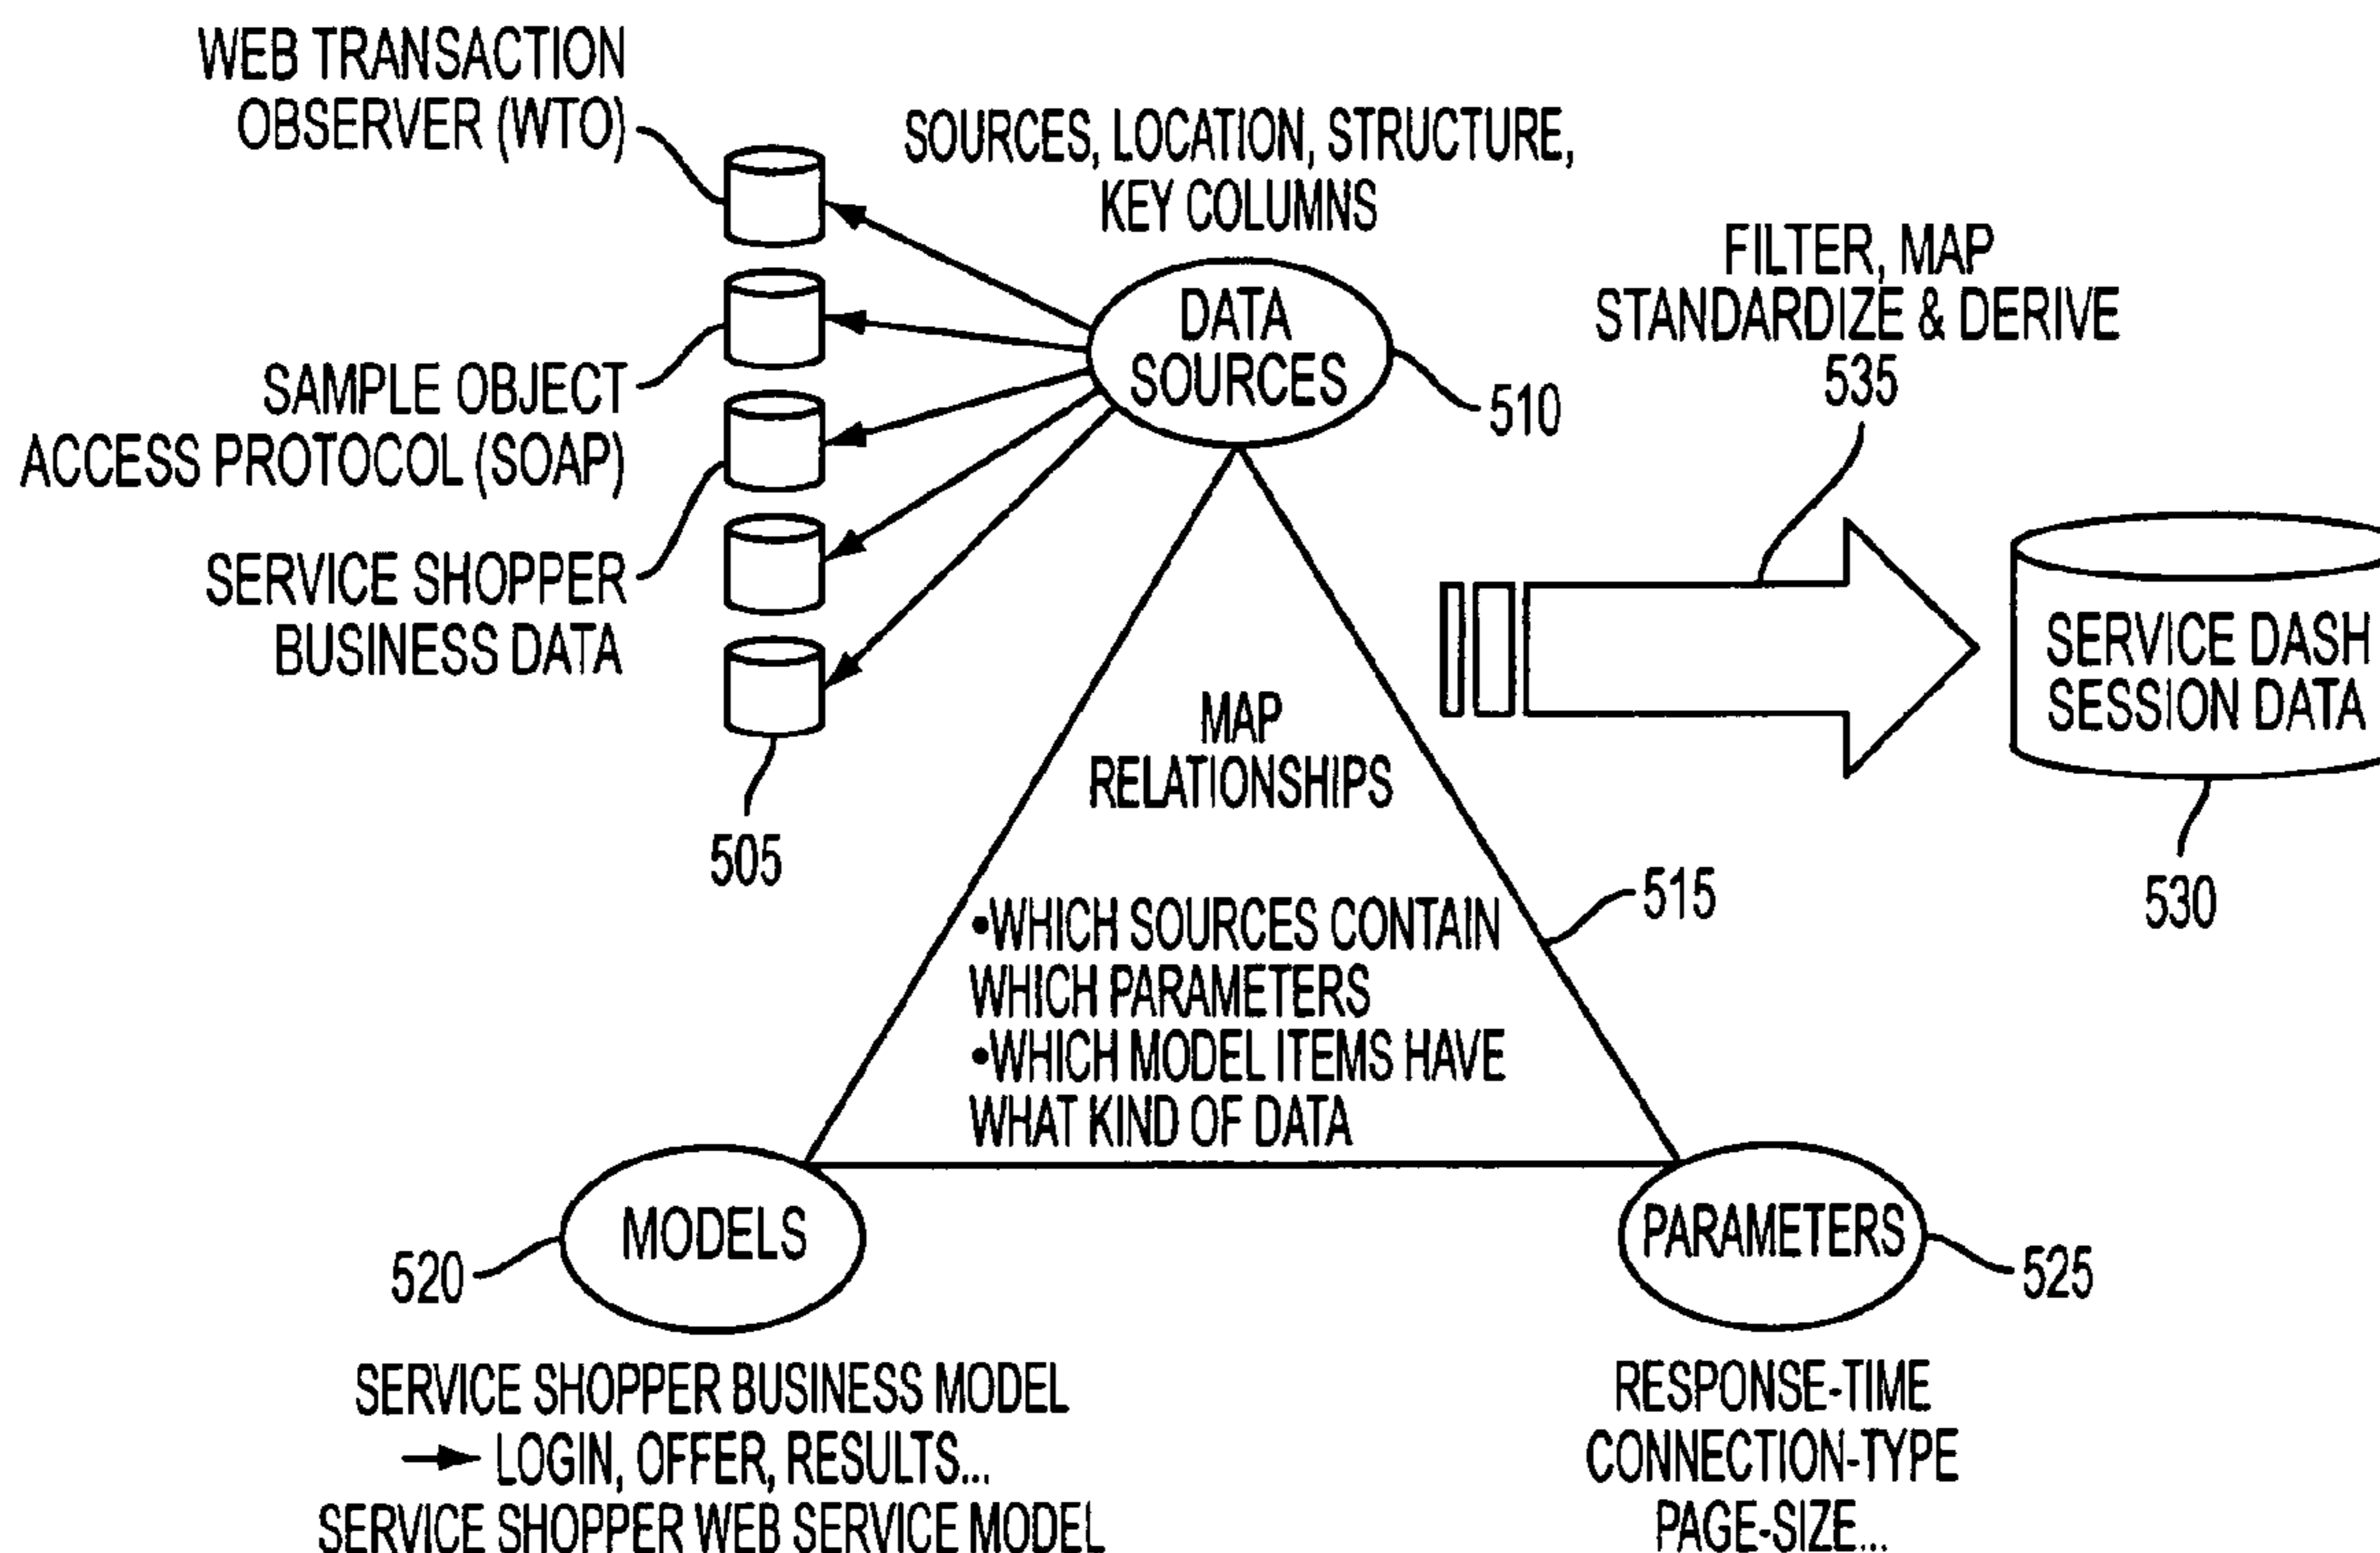 WEB TRANSACTION
OBSERVER (WTO)
SOURCES, LOCATION, STRUCTURE,
KEY COLUMNS
DATA
SOURCES
510
FILTER, MAP
STANDARDIZE & DERIVE
535
SAMPLE OBJECT
ACCESS PROTOCOL (SOAP)
SERVICE SHOPPER
BUSINESS DATA
505
SERVICE DASH
SESSION DATA
530
MAP
RELATIONSHIPS
515
•WHICH SOURCES CONTAIN
WHICH PARAMETERS
•WHICH MODEL ITEMS HAVE
WHAT KIND OF DATA
MODELS
520
PARAMETERS
525
SERVICE SHOPPER BUSINESS MODEL
LOGIN, OFFER, RESULTS...
SERVICE SHOPPER WEB SERVICE MODEL
RESPONSE-TIME
CONNECTION-TYPE
PAGE-SIZE...